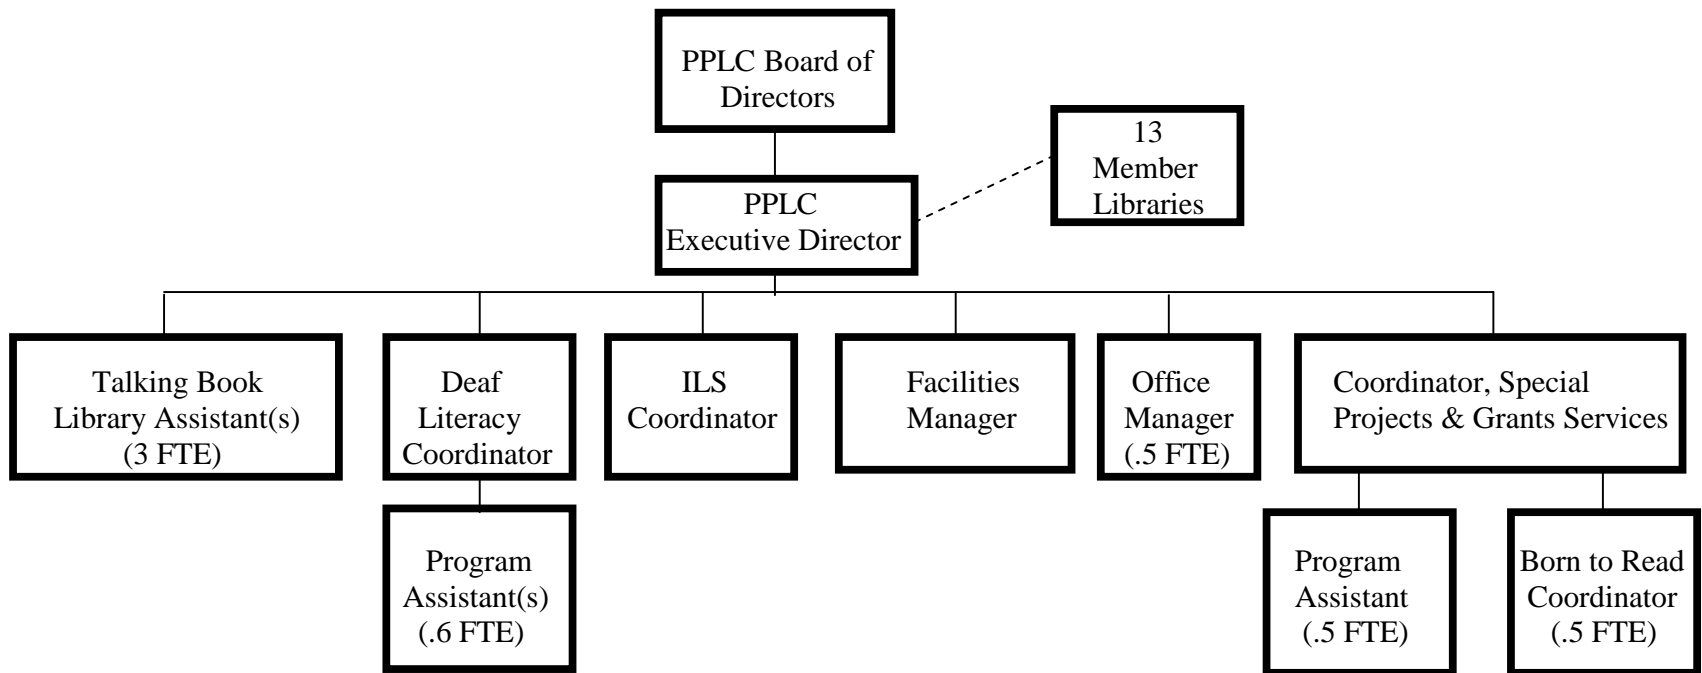 PPLC Board of
Directors
13
Member
Libraries
PPLC
Executive Director
Talking Book
Library Assistant(s)
(3 FTE)
Deaf
Literacy
Coordinator
ILS
Coordinator
Facilities
Manager
Office
Manager
(.5 FTE)
Coordinator, Special
Projects & Grants Services
Program
Assistant(s)
(.6 FTE)
Program
Assistant
(.5 FTE)
Born to Read
Coordinator
(.5 FTE)